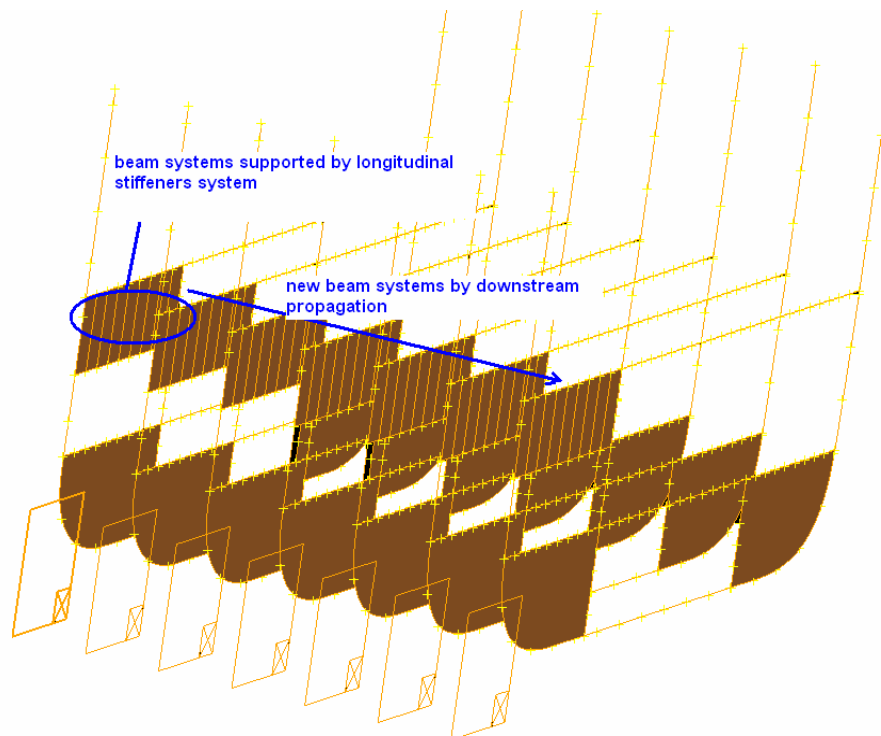 beam systems supported by longitudinal
stiffeners system
new beam systems by downstream
propagation